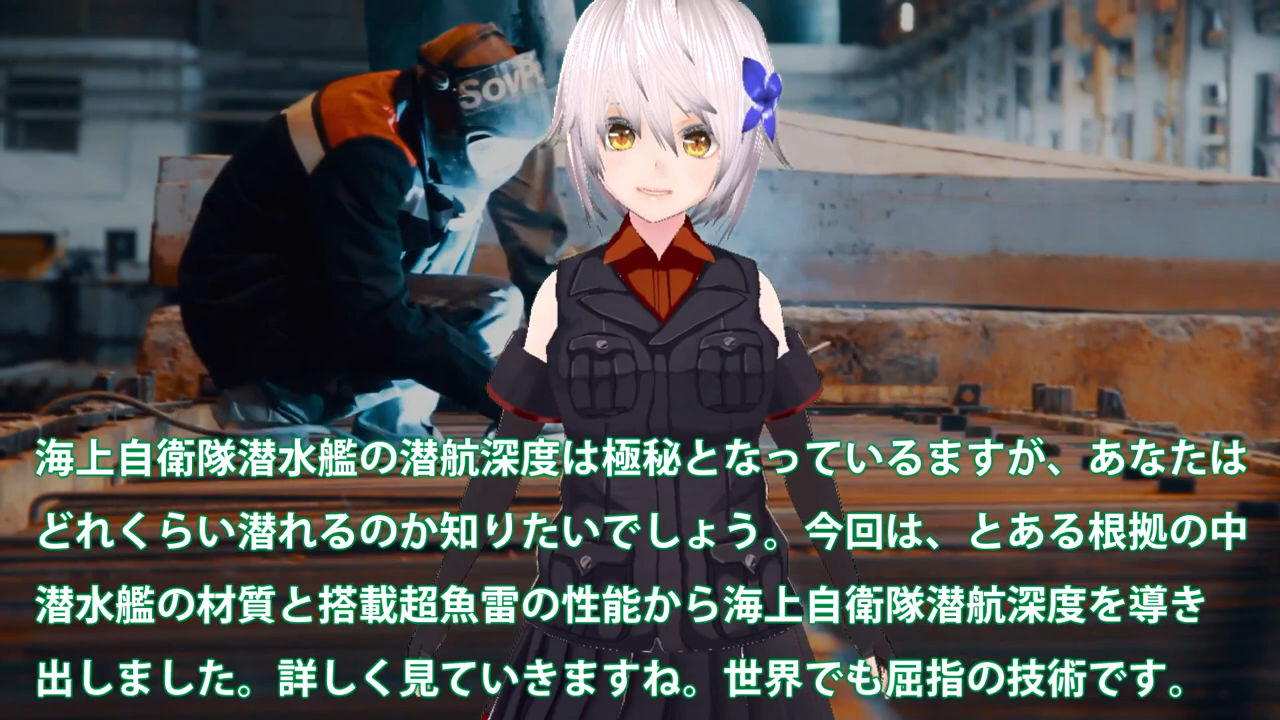 SovPl
海上自衛隊潜水艦の潜航深度は極秘となっているますが、あなたは
どれくらい潜れるのか知りたいでしょう。今回は、とある根拠の中
潜水艦の材質と搭載超魚雷の性能から海上自衛隊潜航深度を導き
出しました。詳しく見ていきますね。世界でも屈指の技術です。